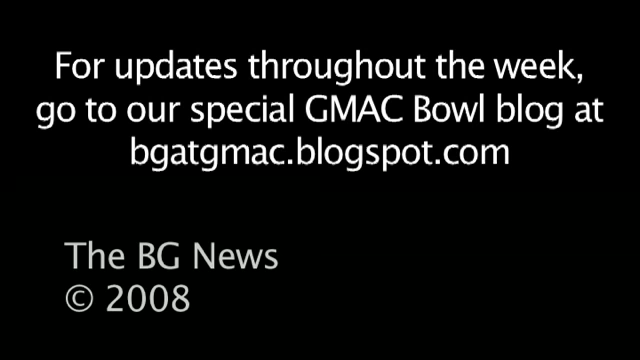 For updates throughout the week,
go to our special GMAC Bowl blog at
bgatgmac.blogspot.com
The BG News
© 2008